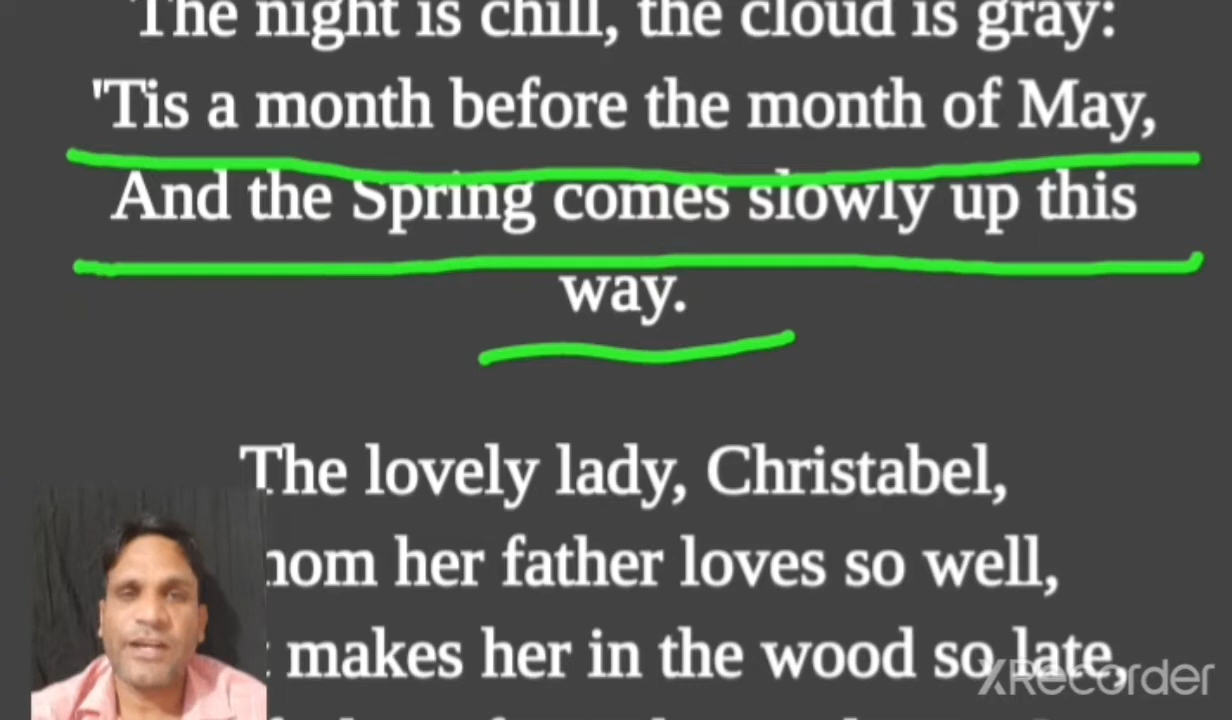 The night is chill, the cloud is gray:
'Tis a month before the month of May,
And the Spring comes slowly up this
way.
The lovely lady, Christabel,
her father loves so well,
makes her in the wood so late,
XRecorder